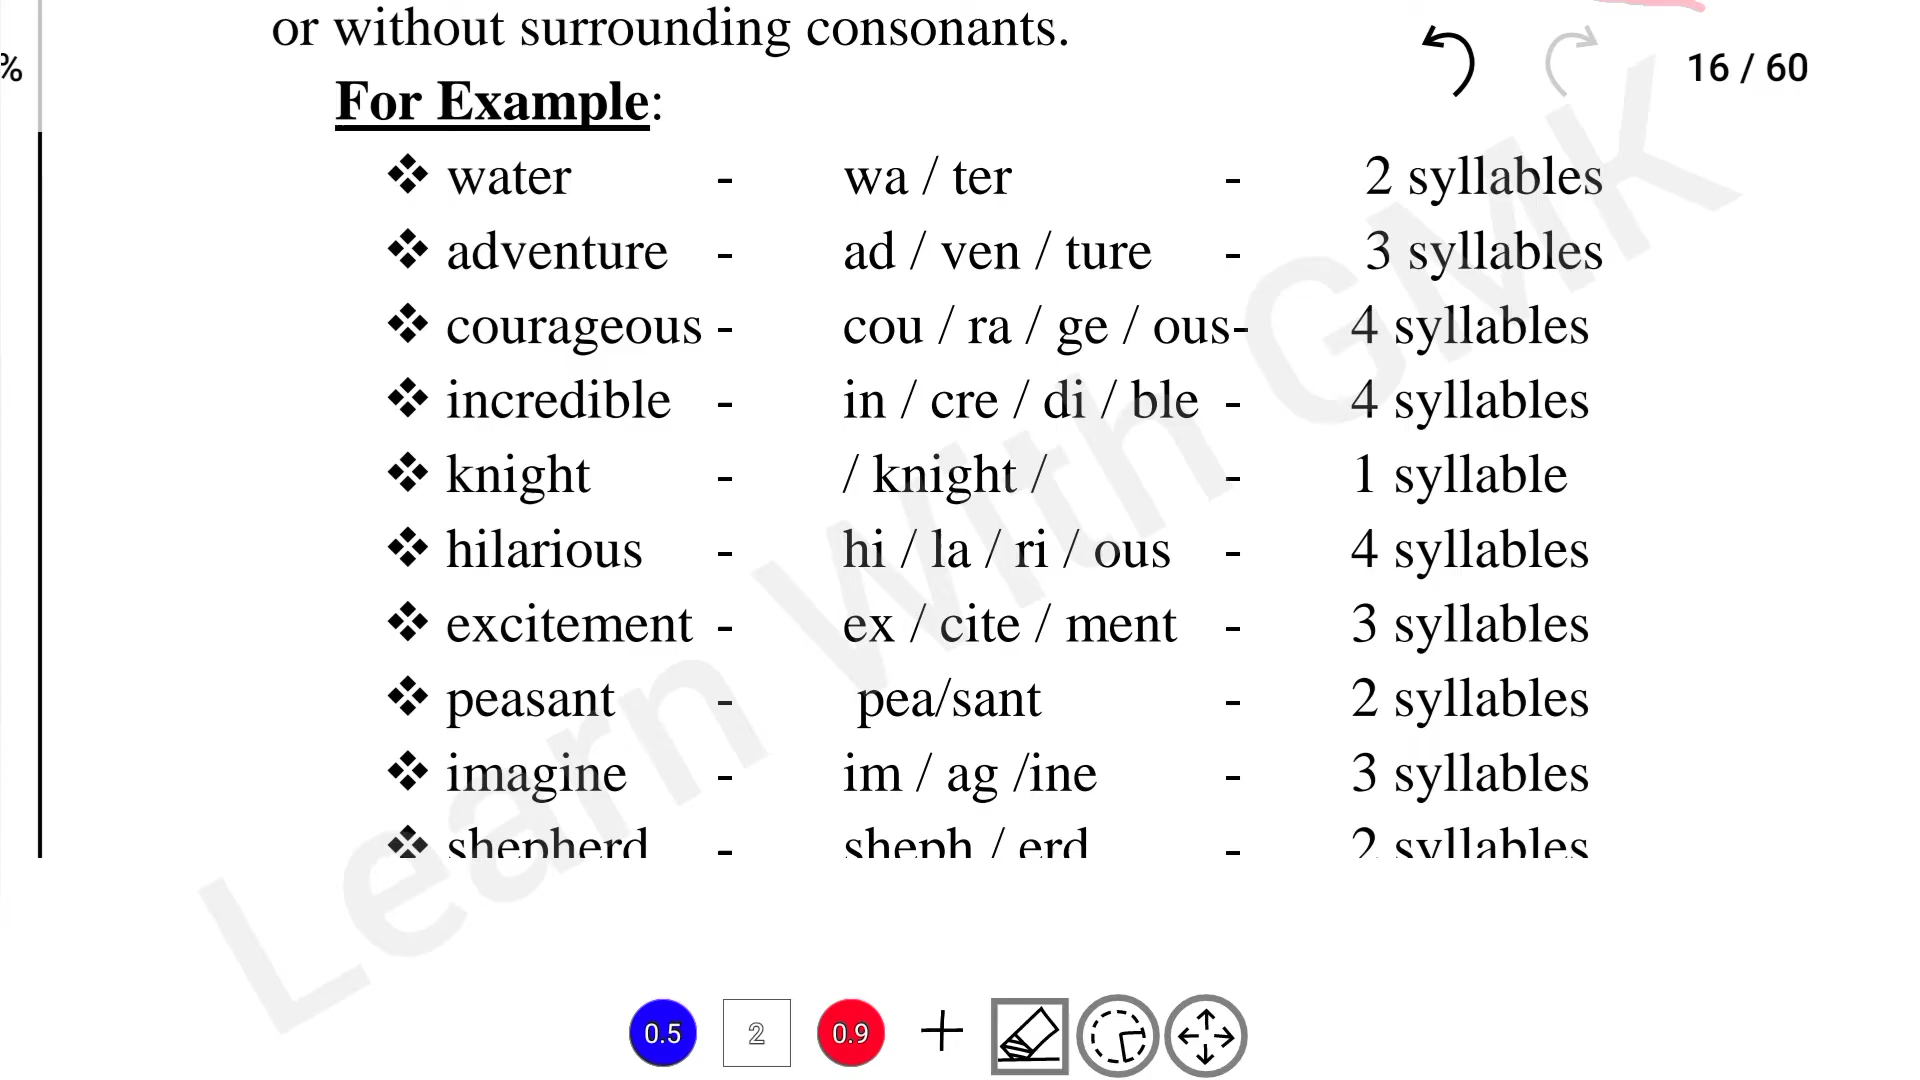 or without surrounding consonants.
%
16 / 60
For Example:
❖ water - wa / ter - 2 syllables
❖ adventure - ad / ven / ture - 3 syllables
❖ courageous - cou / ra / ge / ous- 4 syllables
❖ incredible - in / cre / di / ble - 4 syllables
❖ knight - / knight / - 1 syllable
❖ hilarious - hi / la / ri / ous - 4 syllables
❖ excitement - ex / cite / ment - 3 syllables
❖ peasant - pea/sant - 2 syllables
❖ imagine - im / ag /ine - 3 syllables
❖ shepherd - sheph / erd - 2 syllables
Learn With GMK
0.5 2 0.9